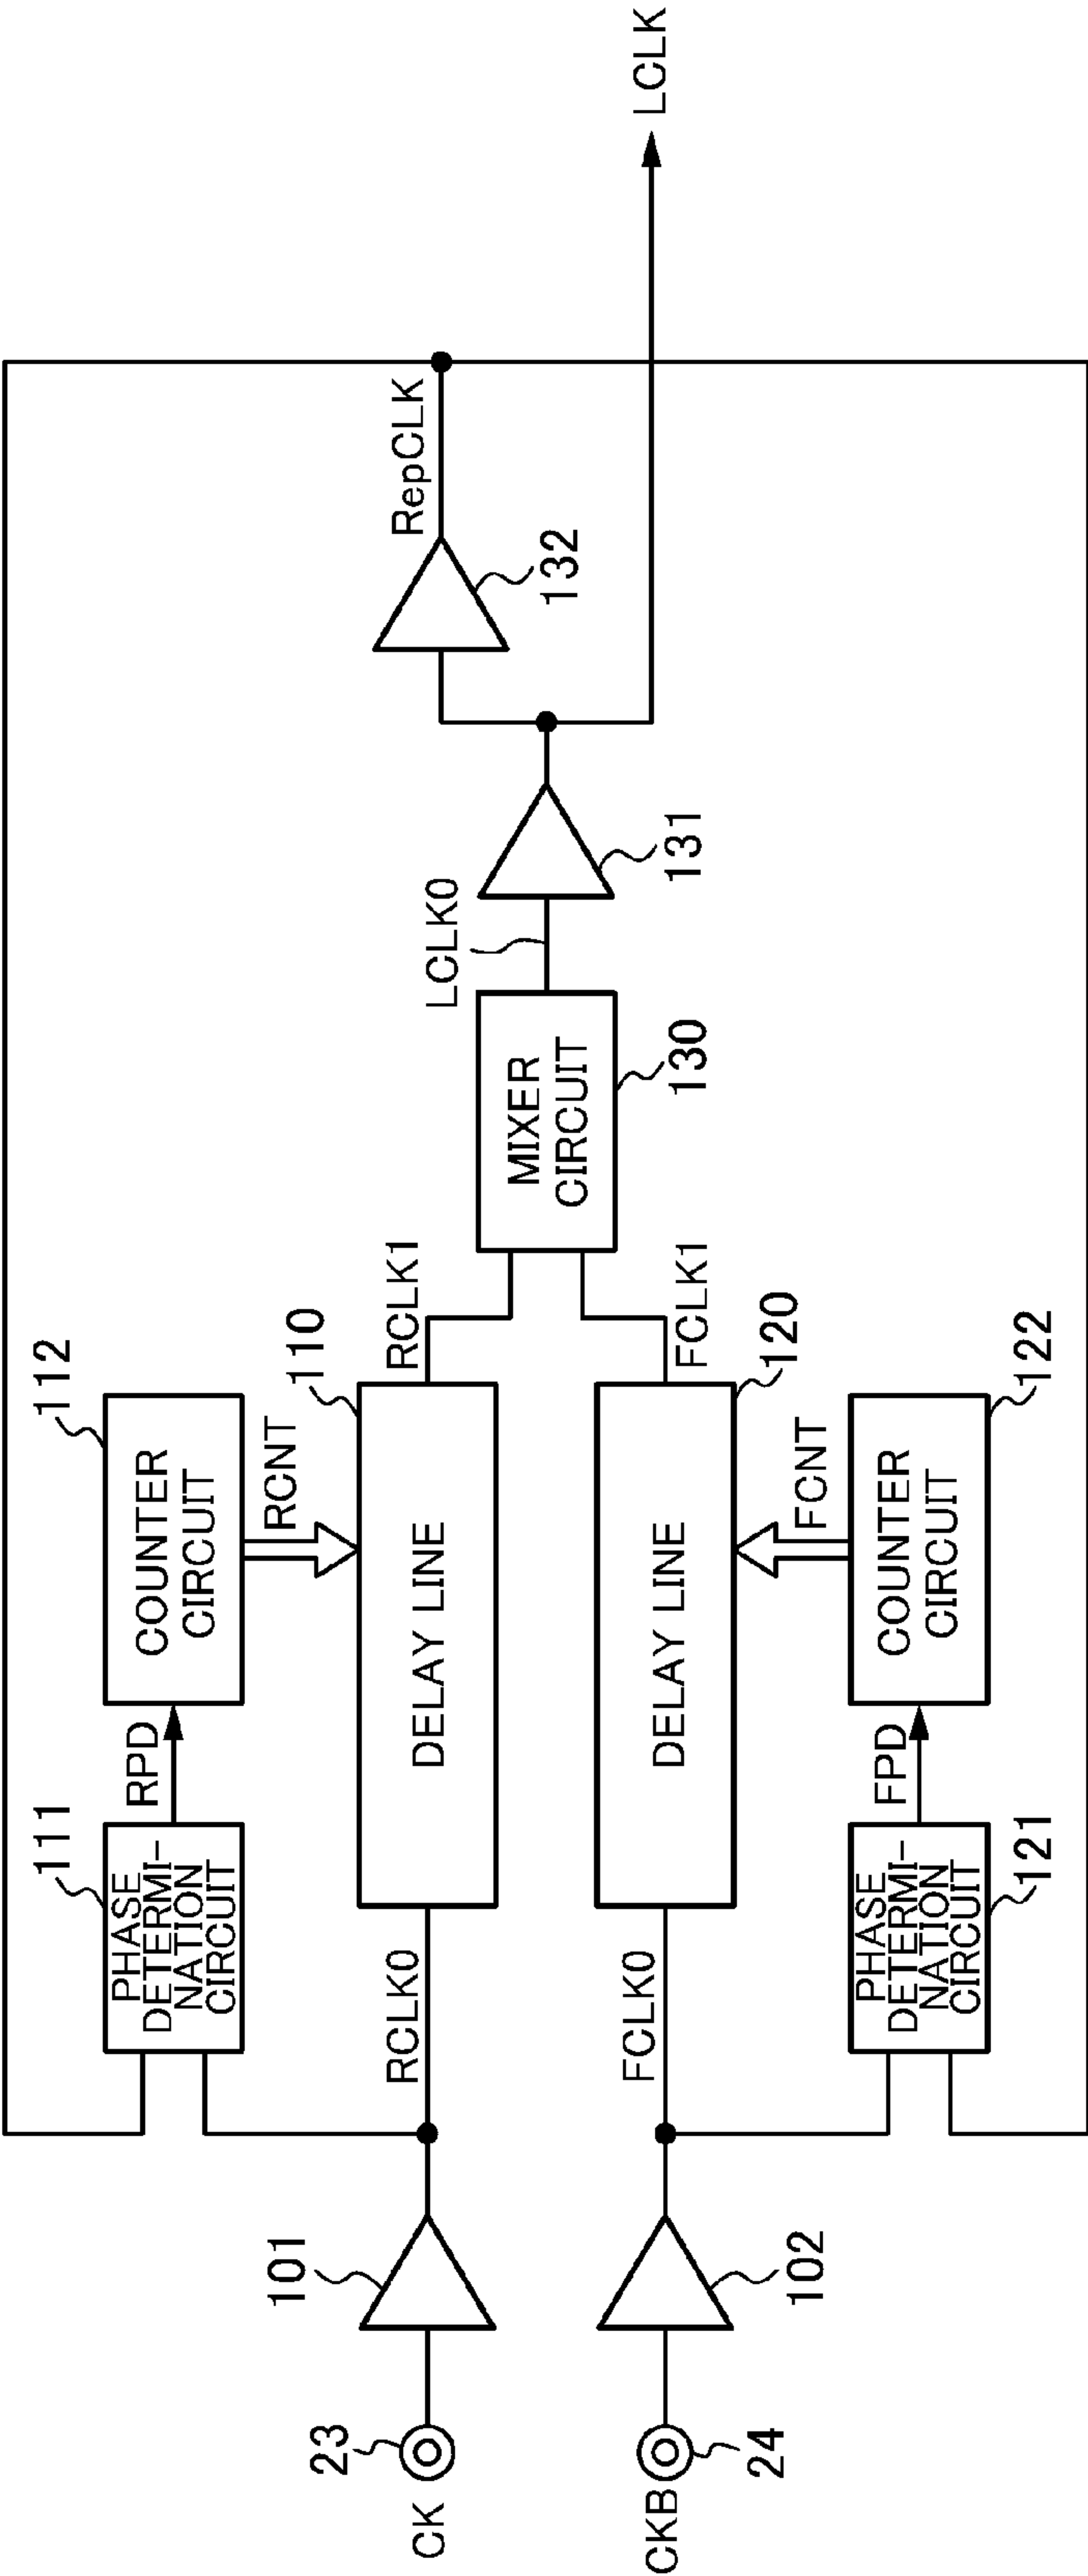 112
COUNTER
CIRCUIT
111
PHASE
DETERMI-
NATION
CIRCUIT
RPD
RCNT
110
DELAY LINE
RCLK0
RCLK1
101
23
CK
RepCLK
132
LCLK0
131
MIXER
CIRCUIT
130
LCLK
24
CKB
102
FCLK0
DELAY LINE
120
FCLK1
FCNT
PHASE
DETERMI-
NATION
CIRCUIT
121
FPD
COUNTER
CIRCUIT
122